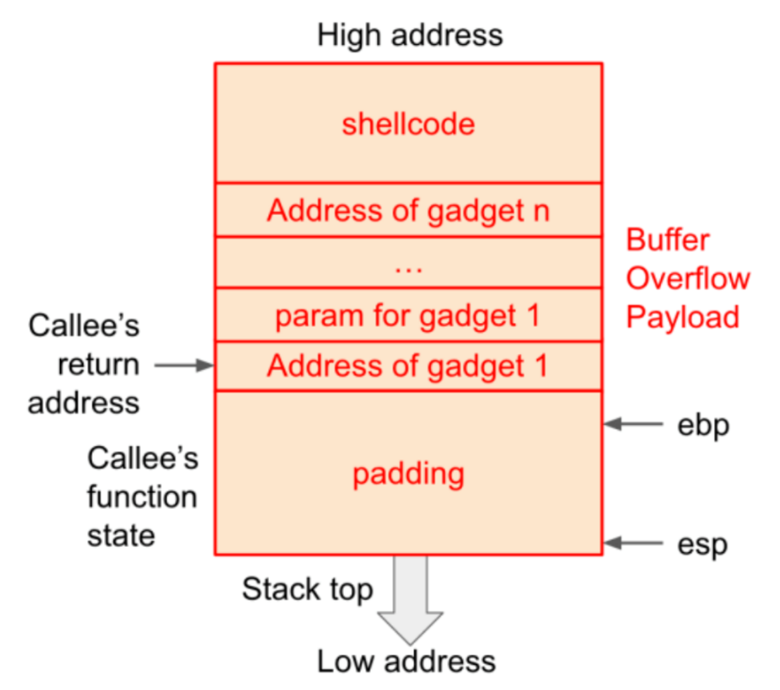 High address
shellcode
Address of gadget n
...
param for gadget 1
Address of gadget 1
padding
Buffer
Overflow
Payload
Callee’s
return
address
Callee’s
function
state
ebp
esp
Stack top
Low address